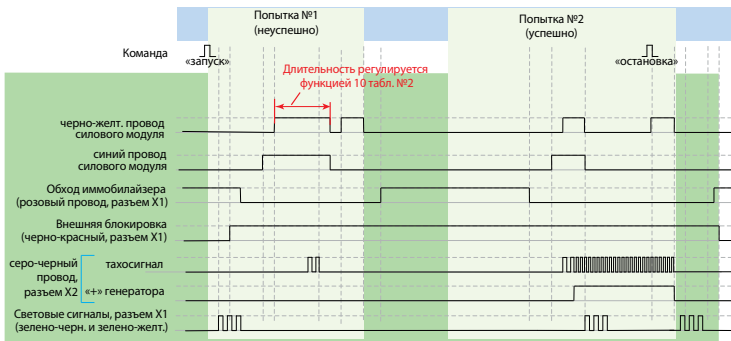 Попытка №1
(неуспешно)
Попытка №2
(успешно)
Команда
«запуск»
«остановка»
Длительность регулируется
функцией 10 табл. №2
черно-желт. провод
силового модуля
синий провод
силового модуля
Обход иммобилайзера
(розовый провод, разъем X1)
Внешняя блокировка
(черно-красный, разъем X1)
серо-черный
провод,
разъем X2
тахосигнал
«+» генератора
Световые сигналы, разъем X1
(зелено-черн. и зелено-желт.)